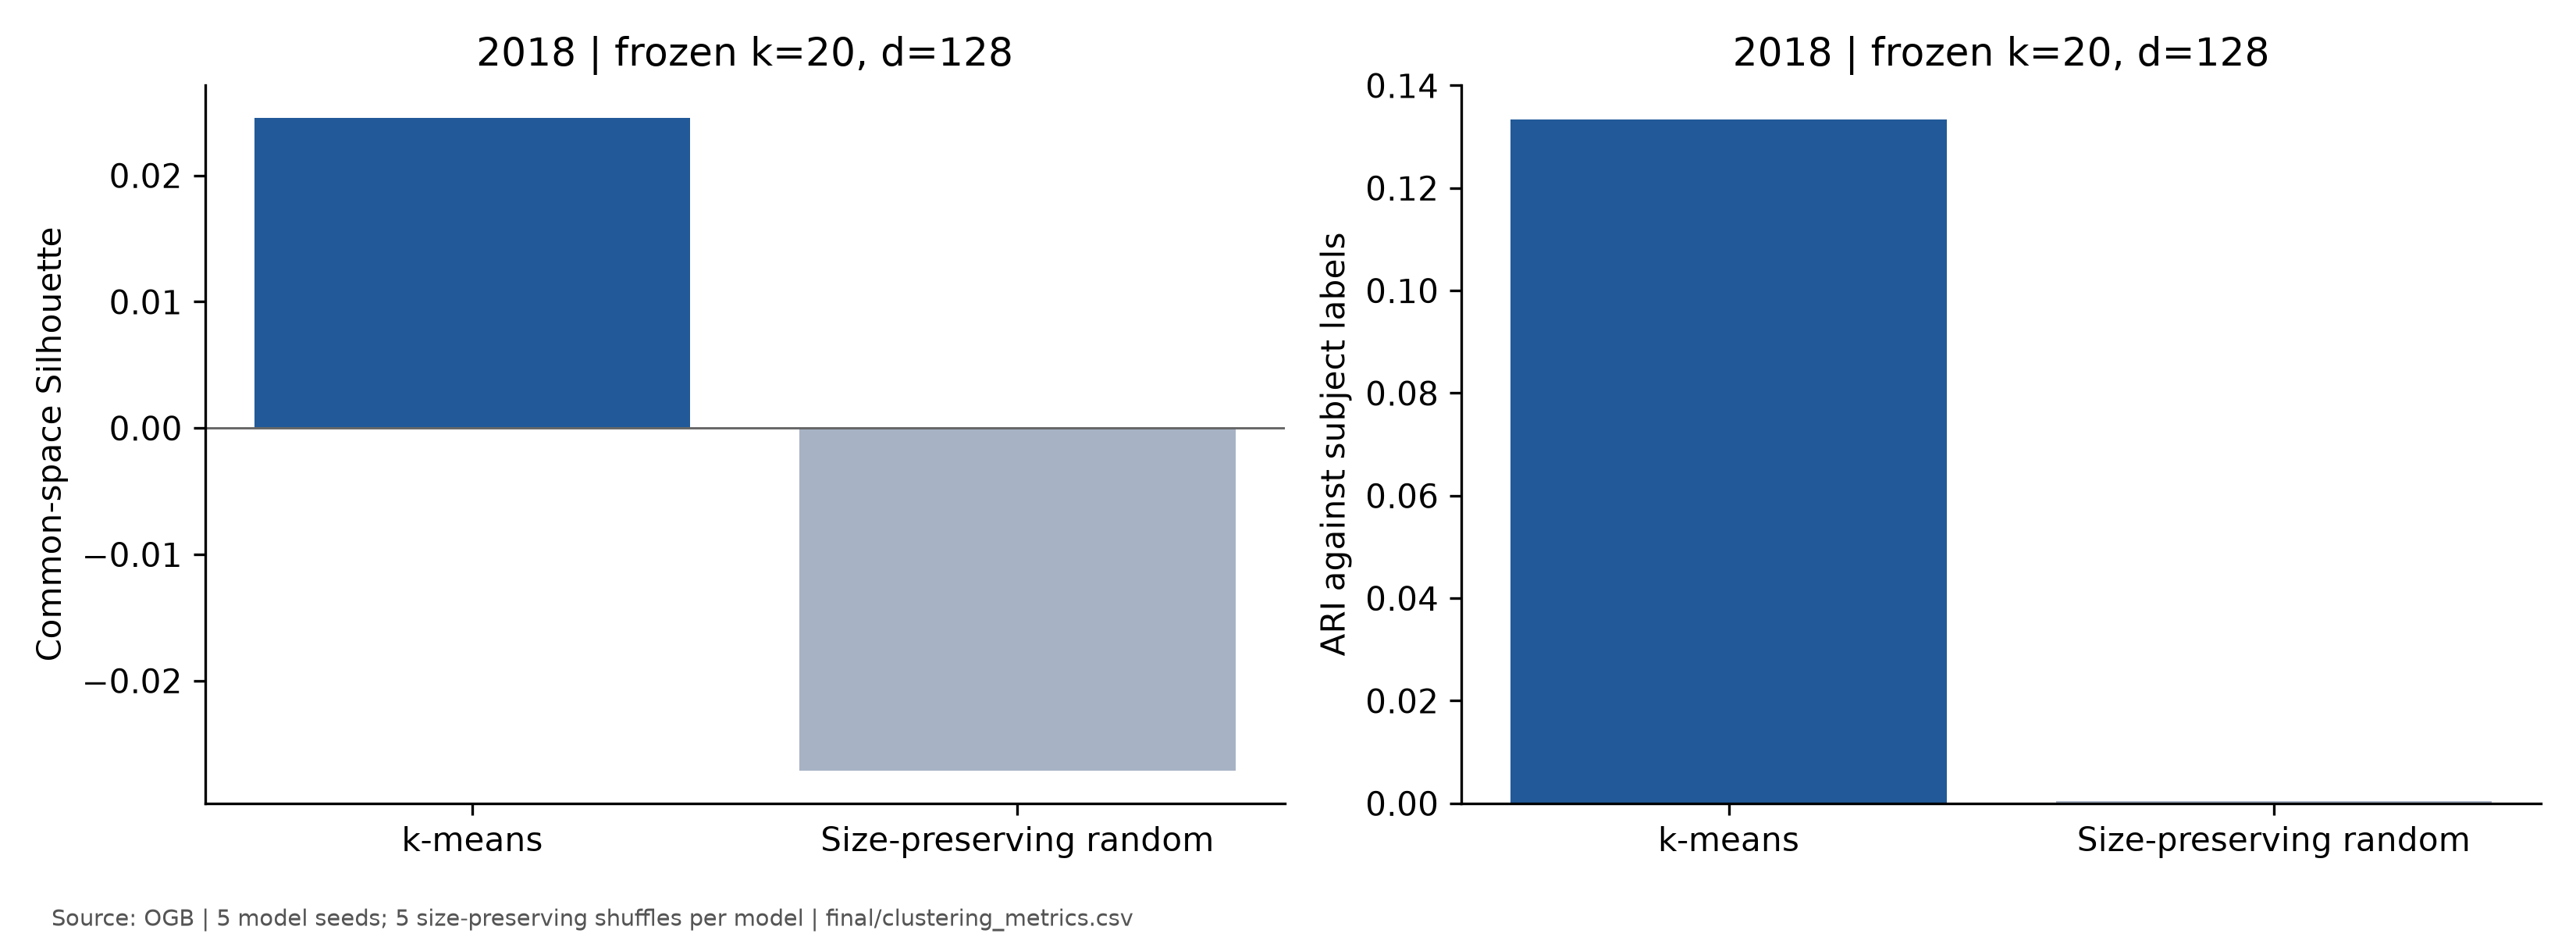 2018 | frozen k=20, d=128
Common-space Silhouette
0.02
0.01
0.00
−0.01
−0.02
k-means
Size-preserving random
2018 | frozen k=20, d=128
ARI against subject labels
0.14
0.12
0.10
0.08
0.06
0.04
0.02
0.00
k-means
Size-preserving random
Source: OGB | 5 model seeds; 5 size-preserving shuffles per model | final/clustering_metrics.csv